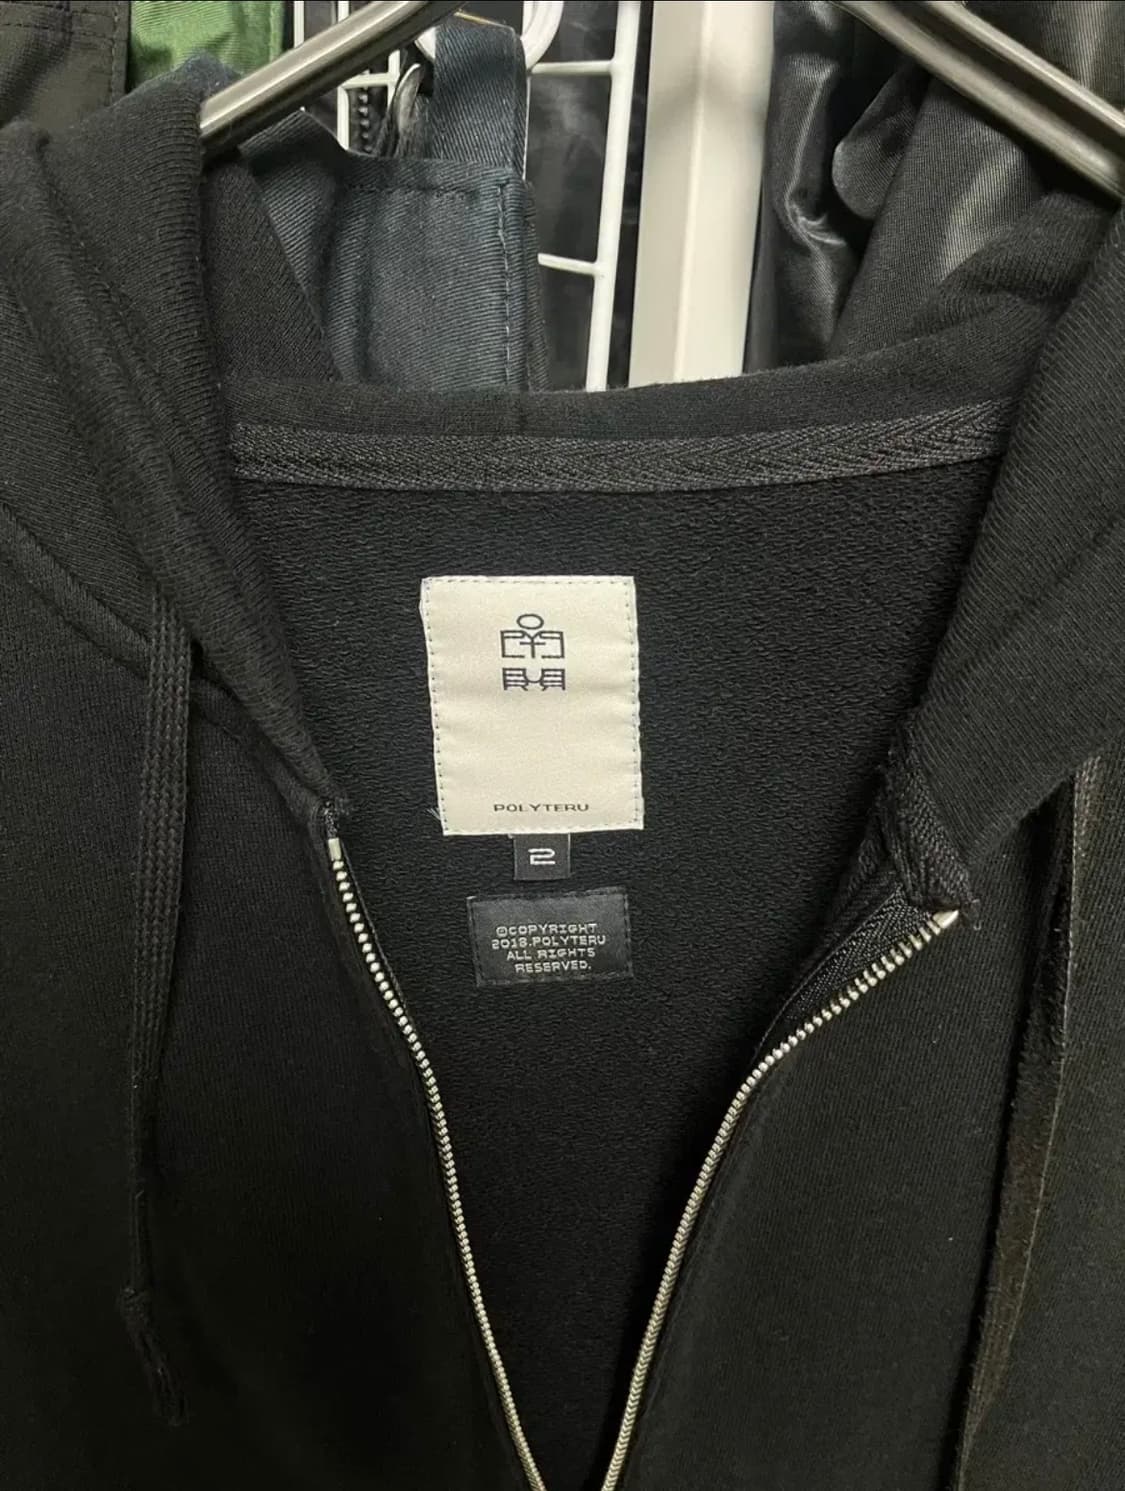 POLYTERU
2
©COPYRIGHT
2018.POLYTERU
ALL RIGHTS
RESERVED.